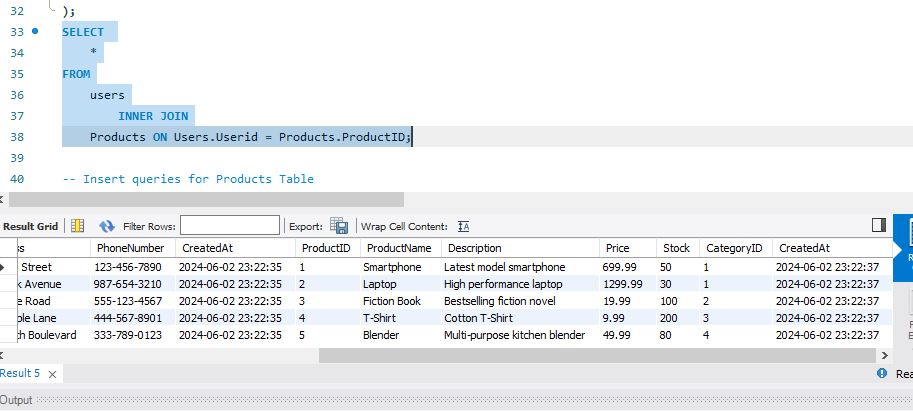 32 );
33 SELECT
34 *
35 FROM
36 users
37 INNER JOIN
38 Products ON Users.Userid = Products.ProductID;
39
40 -- Insert queries for Products Table
Result Grid Filter Rows: Export: Wrap Cell Content:
ss PhoneNumber CreatedAt ProductID ProductName Description Price Stock CategoryID CreatedAt
Street 123-456-7890 2024-06-02 23:22:35 1 Smartphone Latest model smartphone 699.99 50 1 2024-06-02 23:22:37
k Avenue 987-654-3210 2024-06-02 23:22:35 2 Laptop High performance laptop 1299.99 30 1 2024-06-02 23:22:37
e Road 555-123-4567 2024-06-02 23:22:35 3 Fiction Book Bestselling fiction novel 19.99 100 2 2024-06-02 23:22:37
ple Lane 444-567-8901 2024-06-02 23:22:35 4 T-Shirt Cotton T-Shirt 9.99 200 3 2024-06-02 23:22:37
ch Boulevard 333-789-0123 2024-06-02 23:22:35 5 Blender Multi-purpose kitchen blender 49.99 80 4 2024-06-02 23:22:37
Result 5 Rea
Output